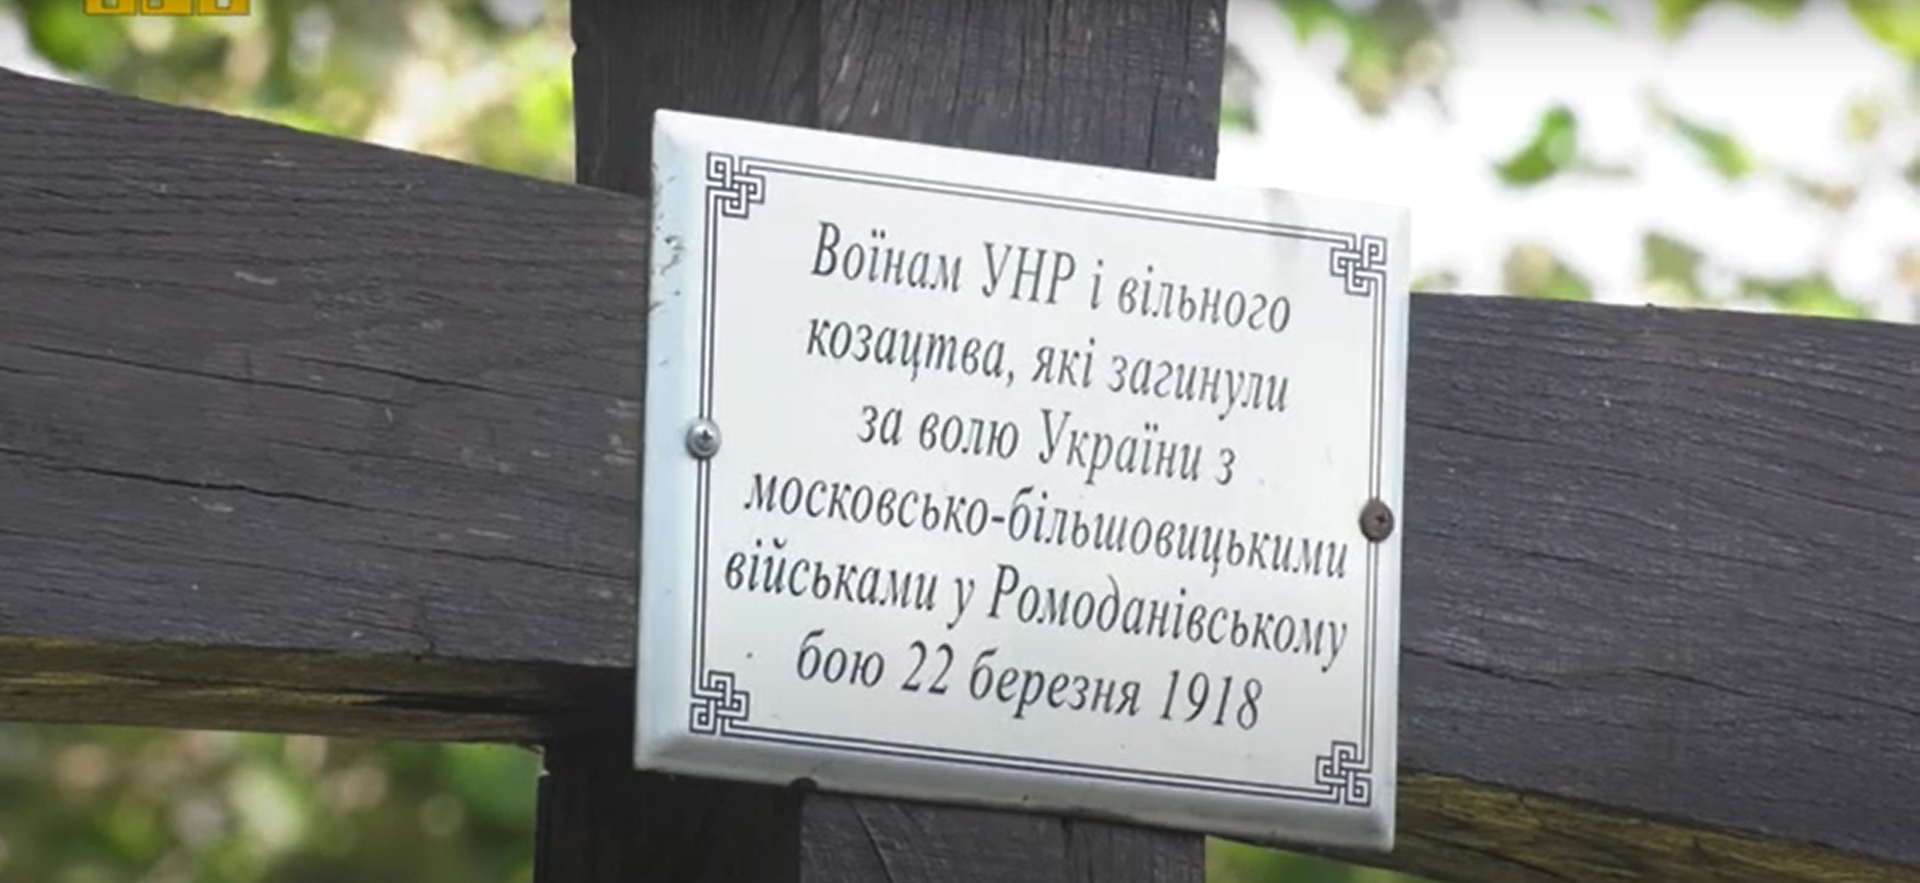 Воїнам УНР і вільного
козацтва, які загинули
за волю України з
московсько-більшовицькими
військами у Ромоданівському
бою 22 березня 1918